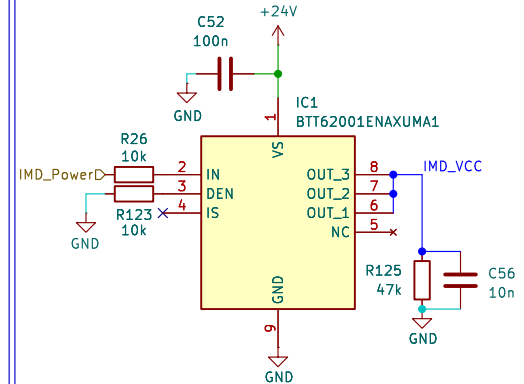 +24V
C52
100n
GND
IC1
BTT62001ENAXUMA1
1
VS
R26
10k
IMD_Power
2
IN
OUT_3
8
IMD_VCC
3
DEN
OUT_2
7
R123
10k
4
IS
OUT_1
6
NC
5
GND
R125
47k
C56
10n
GND
9
GND
GND